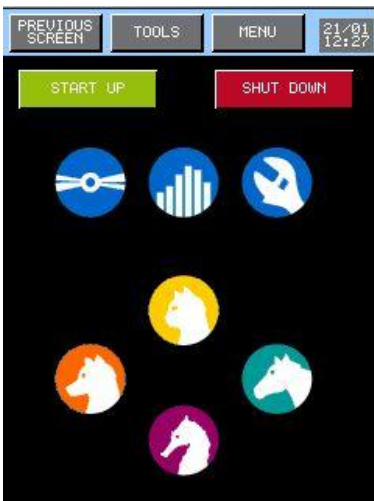 PREVIOUS
SCREEN
TOOLS
MENU
21/01
12:27
START UP
SHUT DOWN